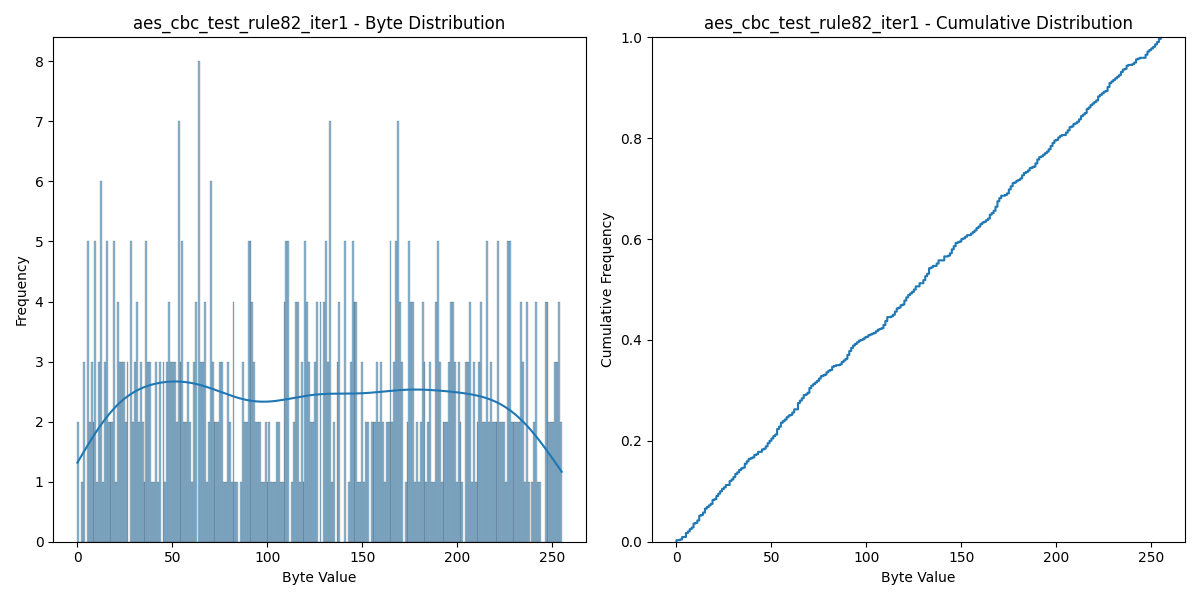 aes_cbc_test_rule82_iter1 - Byte Distribution
Frequency
8
7
6
5
4
3
2
1
0
0 50 100 150 200 250
Byte Value
aes_cbc_test_rule82_iter1 - Cumulative Distribution
Cumulative Frequency
1.0
0.8
0.6
0.4
0.2
0.0
0 50 100 150 200 250
Byte Value